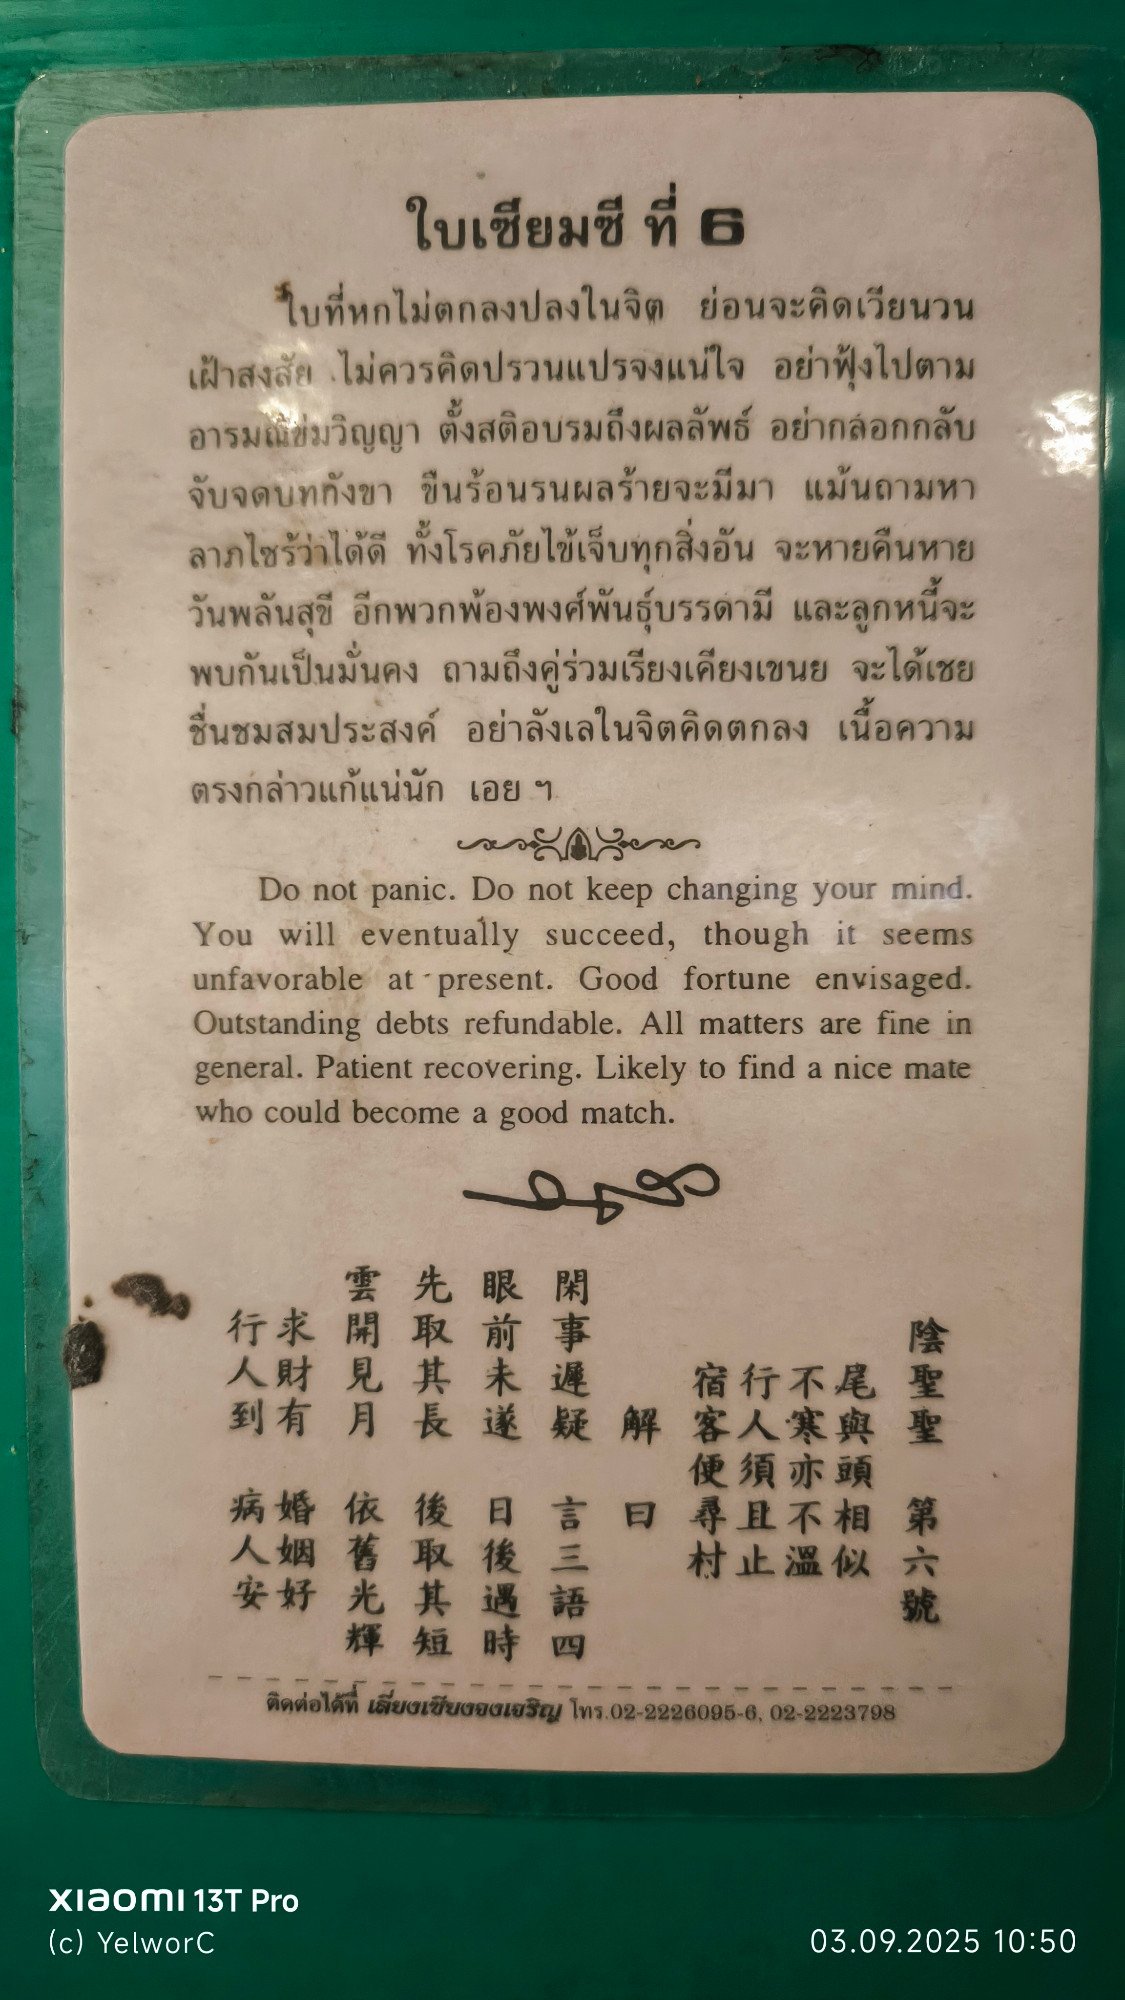 ใบเซียมซี ที่ 6
ใบที่หกไม่ตกลงปลงในจิต ย่อนจะคิดเวียนวน
เฝ้าสงสัย ไม่ควรคิดปรวนแปรจงแน่ใจ อย่าฟุ้งไปตาม
อารมณ์ข่มวิญญา ตั้งสติอบรมถึงผลลัพธ์ อย่ากลอกกลับ
จับจดบทกังขา ขืนร้อนรนผลร้ายจะมีมา แม้นถามหา
ลาภไซร้ว่าได้ดี ทั้งโรคภัยไข้เจ็บทุกสิ่งอัน จะหายคืนหาย
วันพลันสุขี อีกพวกพ้องพงศ์พันธุ์บรรดามี และลูกหนี้จะ
พบกันเป็นมั่นคง ถามถึงคู่ร่วมเรียงเคียงเขนย จะได้เชย
ชื่นชมสมประสงค์ อย่าลังเลในจิตคิดตกลง เนื้อความ
ตรงกล่าวแก้แน่นัก เอย ฯ
Do not panic. Do not keep changing your mind.
You will eventually succeed, though it seems
unfavorable at present. Good fortune envisaged.
Outstanding debts refundable. All matters are fine in
general. Patient recovering. Likely to find a nice mate
who could become a good match.
陰聖聖 第六號
尾與頭相似
不寒亦不溫
行人須且止
宿客便尋村
解曰
閑事遲疑 言三語四
眼前未遂 日後遇時
先取其長 後取其短
雲開見月 依舊光輝
求財有 婚姻好
行人到 病人安
ติดต่อได้ที่ เลี่ยงเซียงจงเจริญ โทร.02-2226095-6, 02-2223798
XIAOMI 13T Pro
(c) YelworC
03.09.2025 10:50